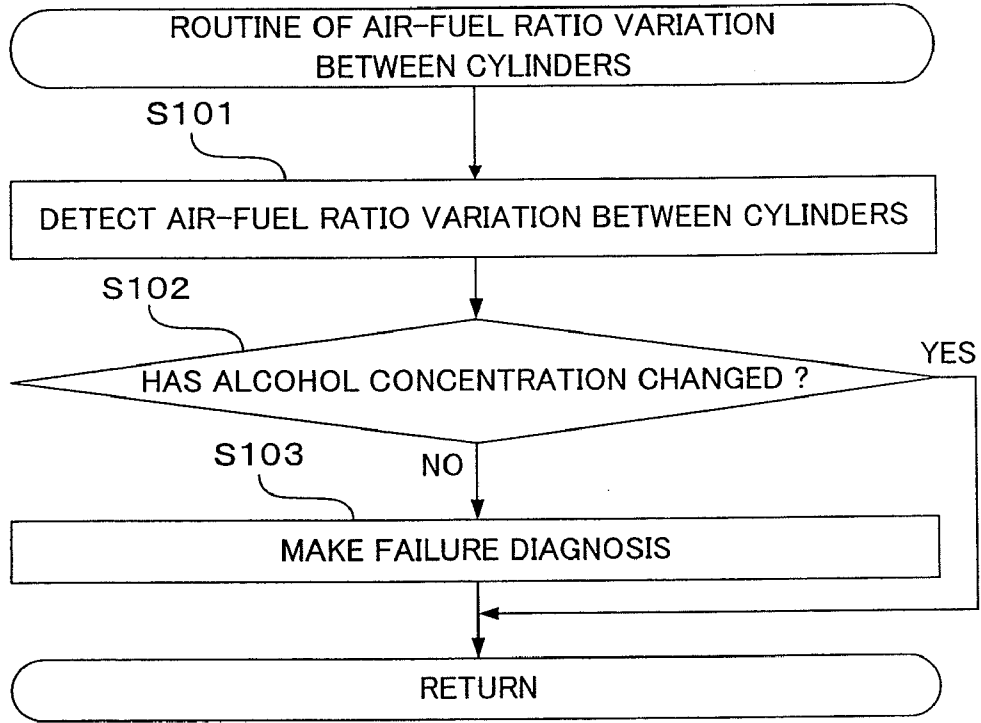 ROUTINE OF AIR-FUEL RATIO VARIATION
BETWEEN CYLINDERS
S101
DETECT AIR-FUEL RATIO VARIATION BETWEEN CYLINDERS
S102
YES
HAS ALCOHOL CONCENTRATION CHANGED ?
S103
NO
MAKE FAILURE DIAGNOSIS
RETURN